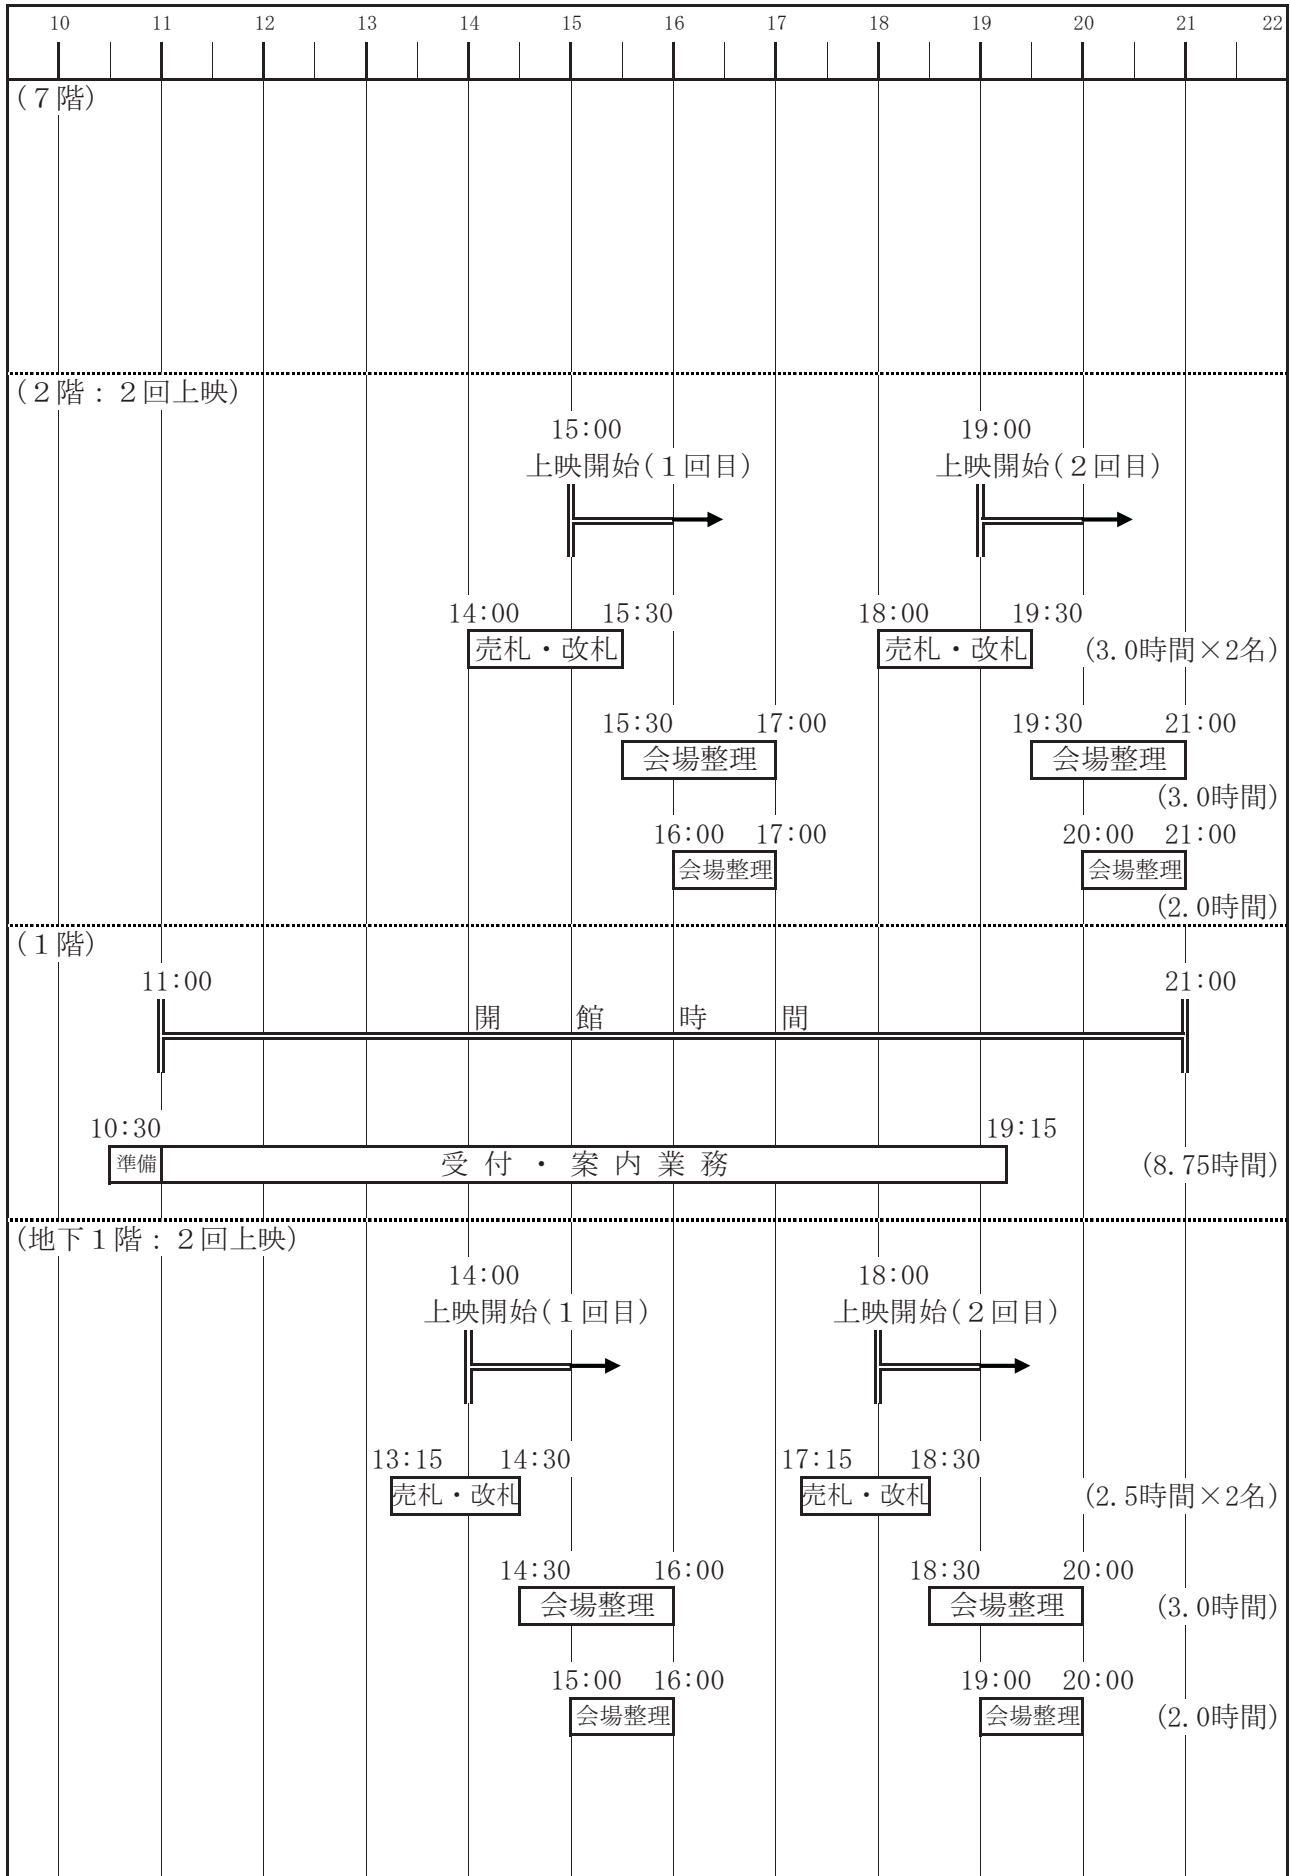 10 11 12 13 14 15 16 17 18 19 20 21 22
(７階)
(２階：２回上映)
15:00 19:00
上映開始(１回目) 上映開始(２回目)
14:00 15:30 18:00 19:30
売札・改札 売札・改札 (3.0時間×2名)
15:30 17:00 19:30 21:00
会場整理 会場整理
(3.0時間)
16:00 17:00 20:00 21:00
会場整理 会場整理
(2.0時間)
(１階)
11:00 21:00
開館時間
10:30 19:15
準備 受付・案内業務 (8.75時間)
(地下１階：２回上映)
14:00 18:00
上映開始(１回目) 上映開始(２回目)
13:15 14:30 17:15 18:30
売札・改札 売札・改札 (2.5時間×2名)
14:30 16:00 18:30 20:00
会場整理 会場整理 (3.0時間)
15:00 16:00 19:00 20:00
会場整理 会場整理 (2.0時間)